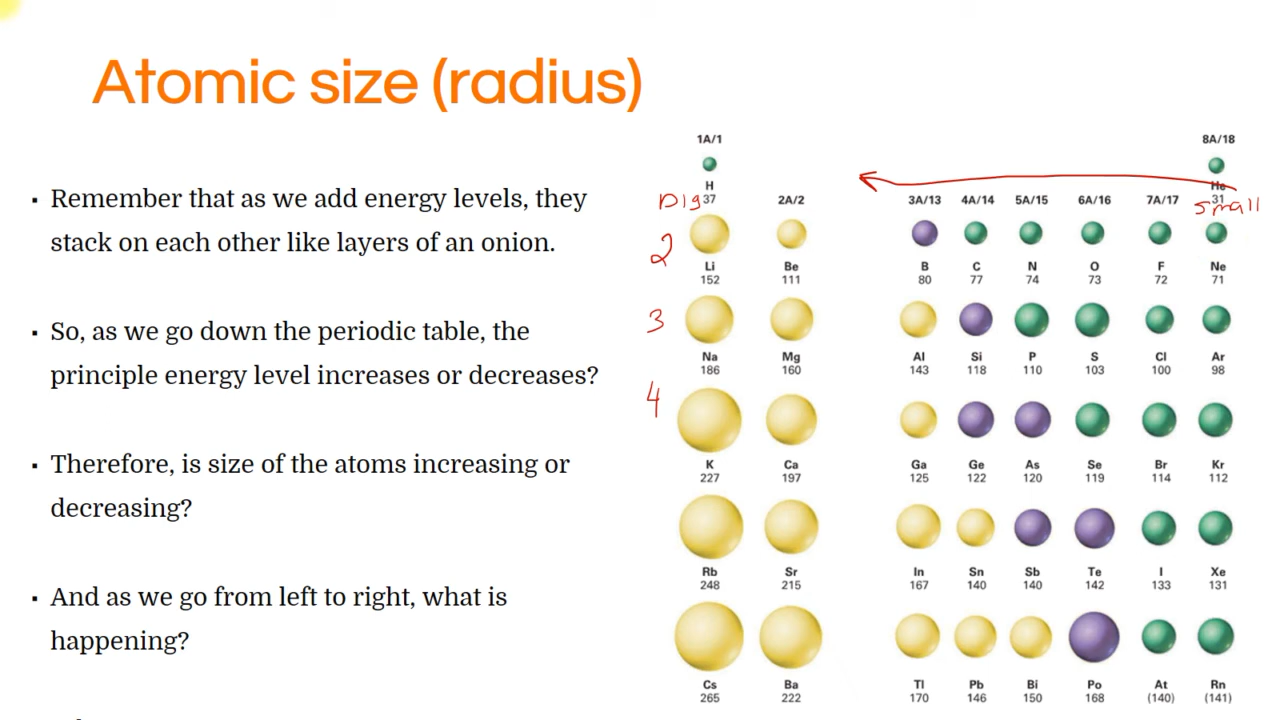 Atomic size (radius)
▪ Remember that as we add energy levels, they
stack on each other like layers of an onion.
▪ So, as we go down the periodic table, the
principle energy level increases or decreases?
▪ Therefore, is size of the atoms increasing or
decreasing?
▪ And as we go from left to right, what is
happening?
1A/1 8A/18
H He
37 2A/2 3A/13 4A/14 5A/15 6A/16 7A/17 31
small
2
Li Be B C N O F Ne
152 111 80 77 74 73 72 71
3
Na Mg Al Si P S Cl Ar
186 160 143 118 110 103 100 98
4
K Ca Ga Ge As Se Br Kr
227 197 125 122 120 119 114 112
Rb Sr In Sn Sb Te I Xe
248 215 167 140 140 142 133 131
Cs Ba Tl Pb Bi Po At Rn
265 222 170 146 150 168 (140) (141)